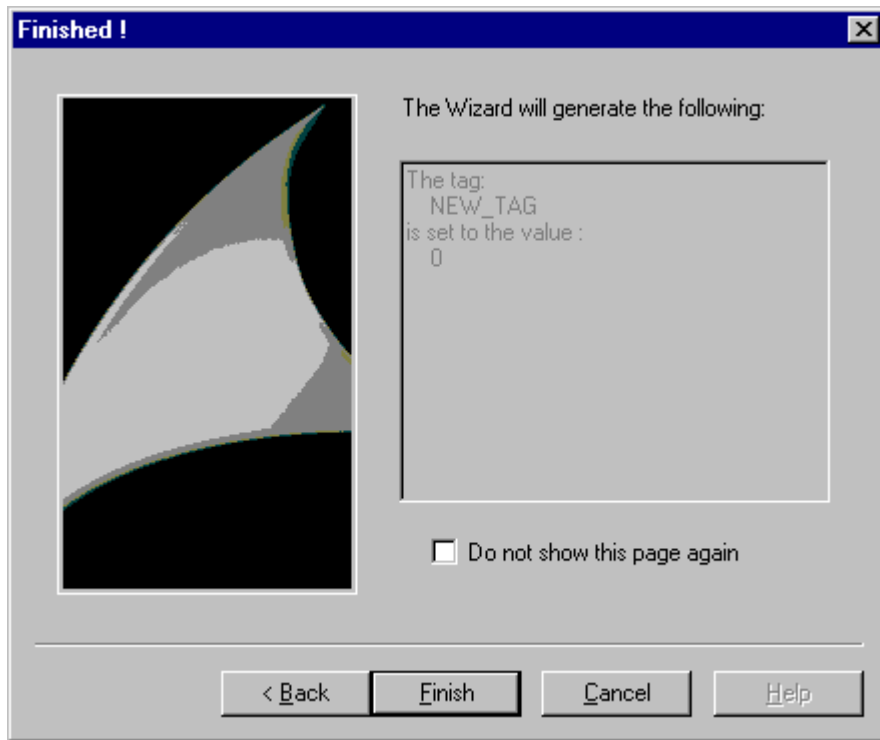 Finished !
The Wizard will generate the following:
The tag:
NEW_TAG
is set to the value :
0
Do not show this page again
< Back
Finish
Cancel
Help